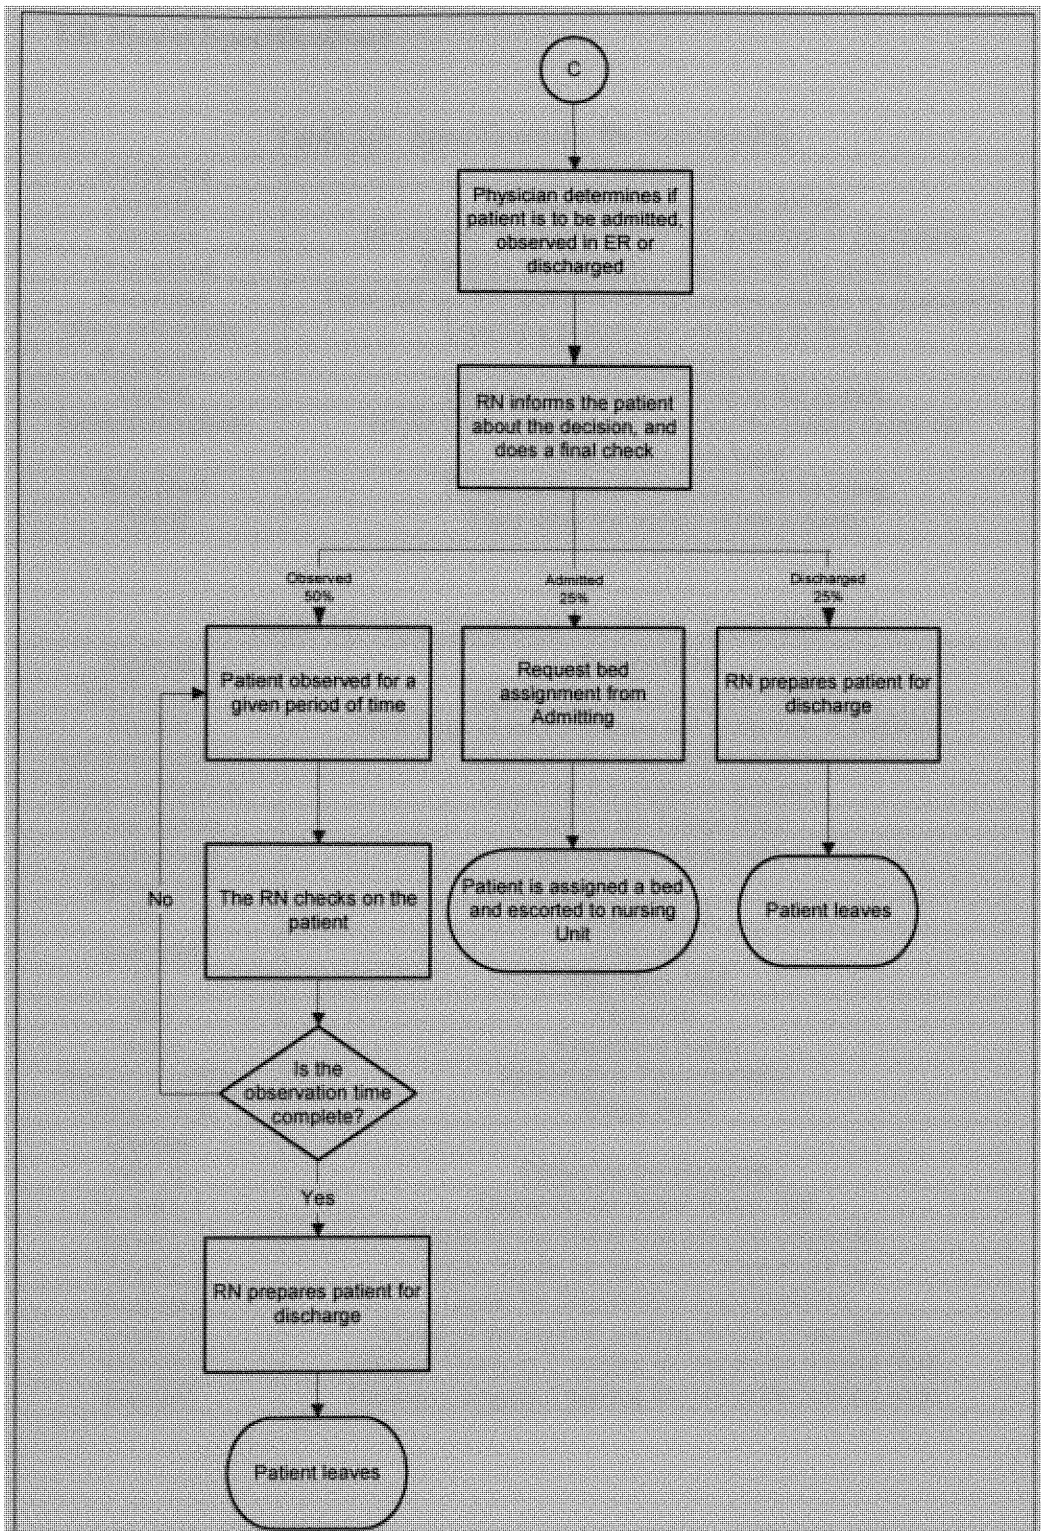 C
Physician determines if
patient is to be admitted,
observed in ER or
discharged
RN informs the patient
about the decision, and
does a final check
Observed
50%
Admitted
25%
Discharged
25%
Patient observed for a
given period of time
Request bed
assignment from
Admitting
RN prepares patient for
discharge
No
The RN checks on the
patient
Patient is assigned a bed
and escorted to nursing
Unit
Patient leaves
Is the
observation time
complete?
Yes
RN prepares patient for
discharge
Patient leaves